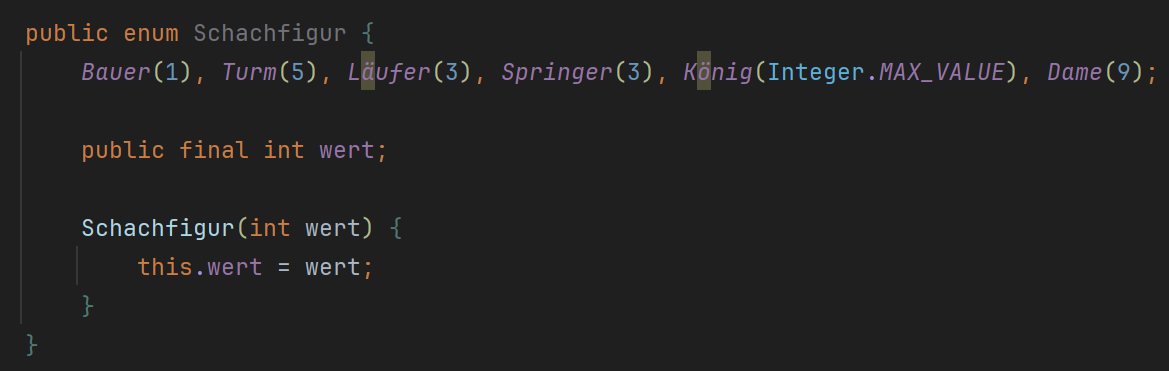 public enum Schachfigur {
    Bauer(1), Turm(5), Läufer(3), Springer(3), König(Integer.MAX_VALUE), Dame(9);
    public final int wert;
    Schachfigur(int wert) {
        this.wert = wert;
    }
}